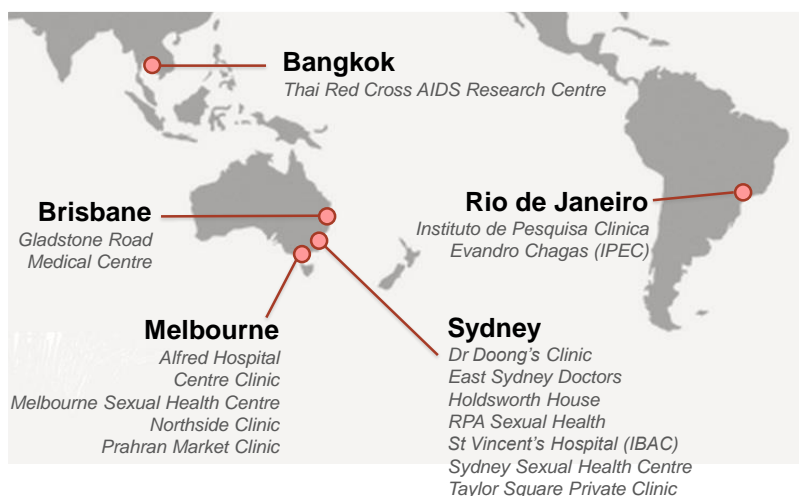 Bangkok
Thai Red Cross AIDS Research Centre
Brisbane
Gladstone Road
Medical Centre
Rio de Janeiro
Instituto de Pesquisa Clinica
Evandro Chagas (IPEC)
Melbourne
Alfred Hospital
Centre Clinic
Melbourne Sexual Health Centre
Northside Clinic
Prahran Market Clinic
Sydney
Dr Doong's Clinic
East Sydney Doctors
Holdsworth House
RPA Sexual Health
St Vincent's Hospital (IBAC)
Sydney Sexual Health Centre
Taylor Square Private Clinic